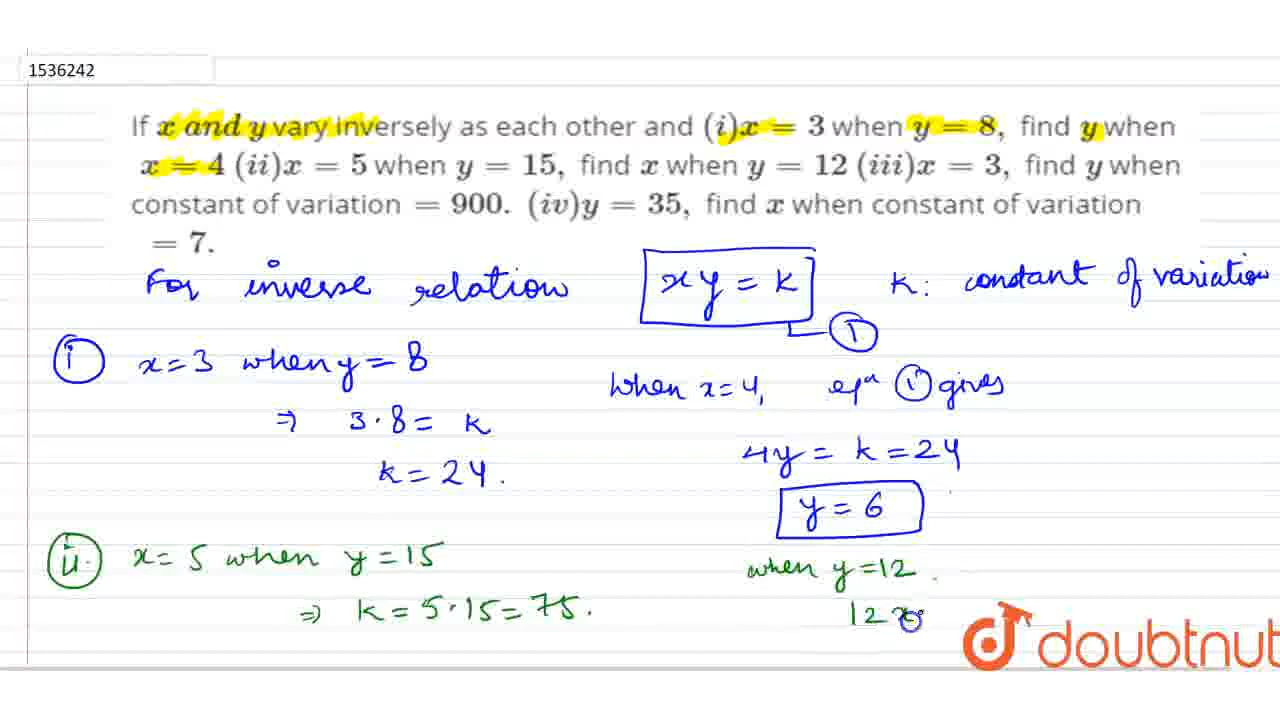 1536242
If x and y vary inversely as each other and (i)x = 3 when y = 8, find y when
x = 4 (ii)x = 5 when y = 15, find x when y = 12 (iii)x = 3, find y when
constant of variation = 900. (iv)y = 35, find x when constant of variation
= 7.
For inverse relation xy = k k: constant of variation
①
i x = 3 when y = 8
when x = 4, eqn ① gives
⇒ 3·8 = k
4y = k = 24
k = 24.
y = 6
ii. x = 5 when y = 15
when y = 12.
⇒ k = 5·15 = 75.
12x
doubtnut